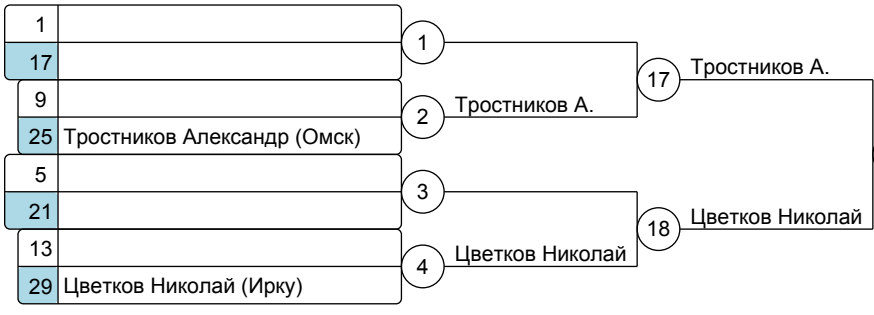 1
17
1
9
25 Тростников Александр (Омск)
2
Тростников А.
17
Тростников А.
5
21
3
13
29 Цветков Николай (Ирку)
4
Цветков Николай
18
Цветков Николай